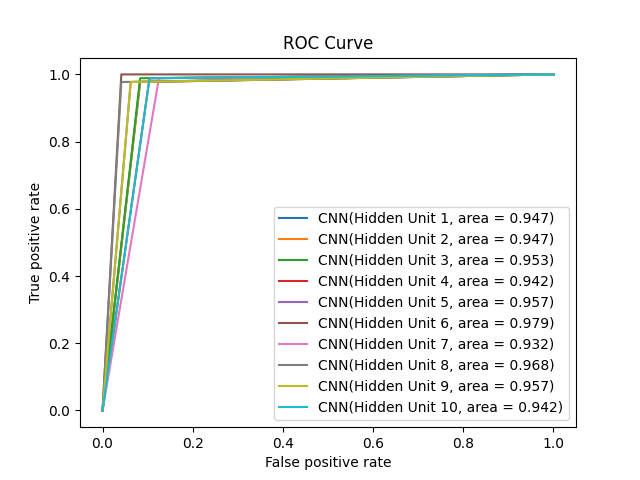 ROC Curve
1.0
0.8
0.6
0.4
0.2
0.0
True positive rate
CNN(Hidden Unit 1, area = 0.947)
CNN(Hidden Unit 2, area = 0.947)
CNN(Hidden Unit 3, area = 0.953)
CNN(Hidden Unit 4, area = 0.942)
CNN(Hidden Unit 5, area = 0.957)
CNN(Hidden Unit 6, area = 0.979)
CNN(Hidden Unit 7, area = 0.932)
CNN(Hidden Unit 8, area = 0.968)
CNN(Hidden Unit 9, area = 0.957)
CNN(Hidden Unit 10, area = 0.942)
0.0 0.2 0.4 0.6 0.8 1.0
False positive rate